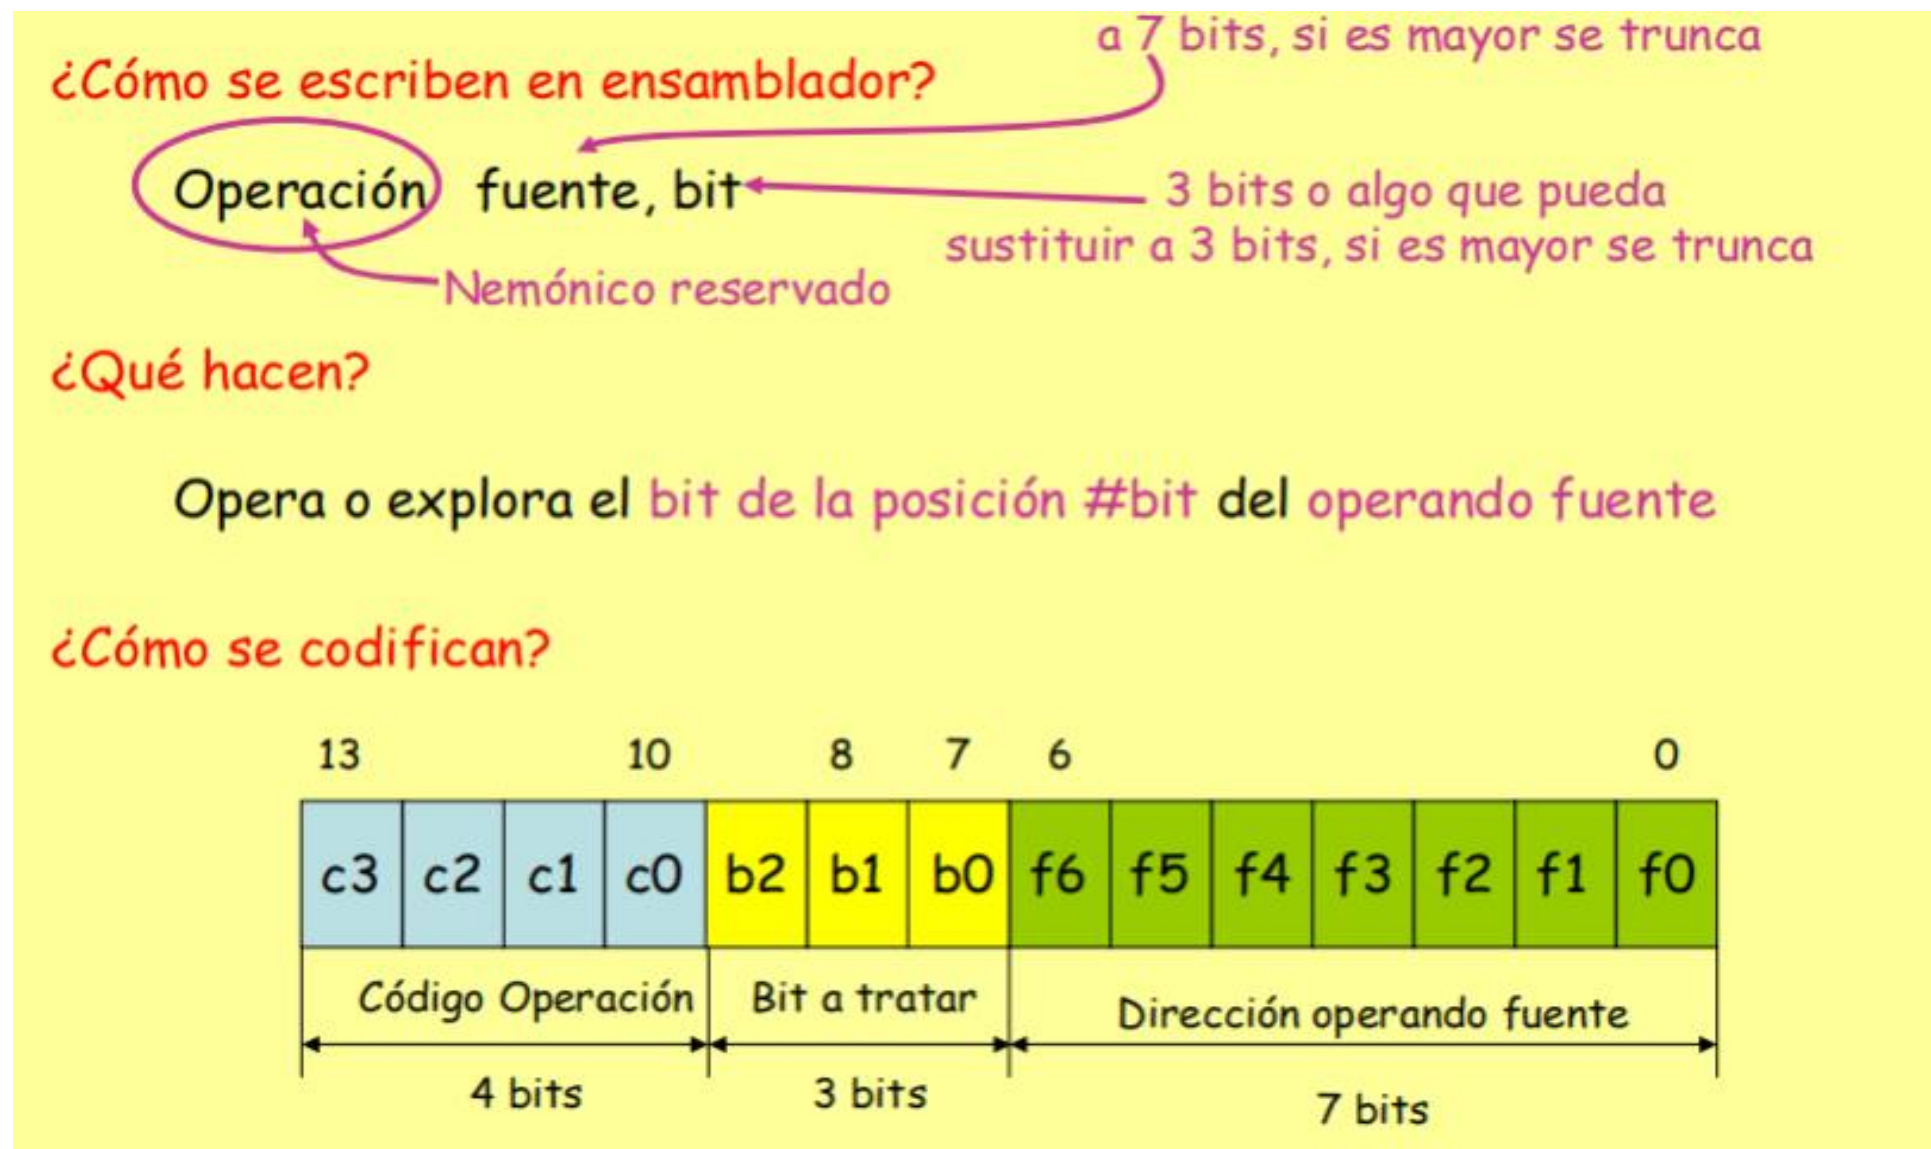 a 7 bits, si es mayor se trunca
¿Cómo se escriben en ensamblador?
Operación fuente, bit
3 bits o algo que pueda
sustituir a 3 bits, si es mayor se trunca
Nemónico reservado
¿Qué hacen?
Opera o explora el bit de la posición #bit del operando fuente
¿Cómo se codifican?
13 10 8 7 6 0
c3 c2 c1 c0 b2 b1 b0 f6 f5 f4 f3 f2 f1 f0
Código Operación Bit a tratar Dirección operando fuente
4 bits 3 bits 7 bits